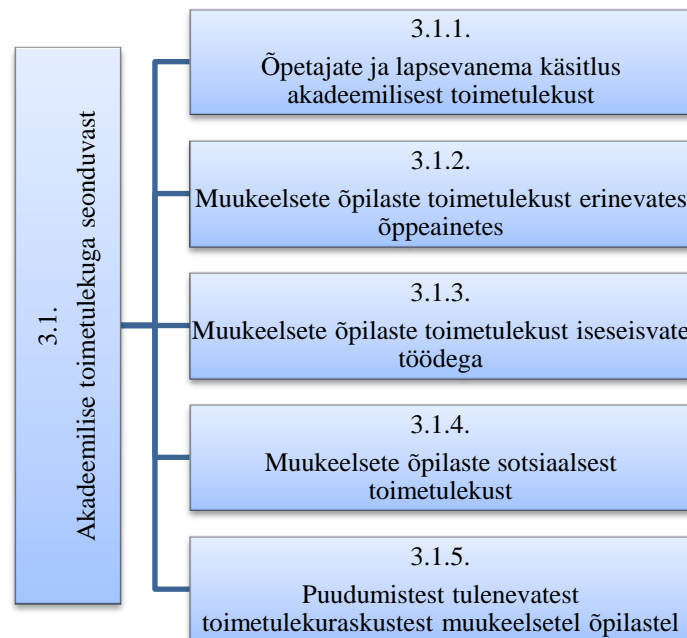 3.1.
Akadeemilise toimetulekuga seonduvast
3.1.1.
Õpetajate ja lapsevanema käsitlus
akadeemilisest toimetulekust
3.1.2.
Muukeelsete õpilaste toimetulekust erinevates
õppeainetes
3.1.3.
Muukeelsete õpilaste toimetulekust iseseisvate
töödega
3.1.4.
Muukeelsete õpilaste sotsiaalsest
toimetulekust
3.1.5.
Puudumistest tulenevatest
toimetulekuraskustest muukeelsetel õpilastel